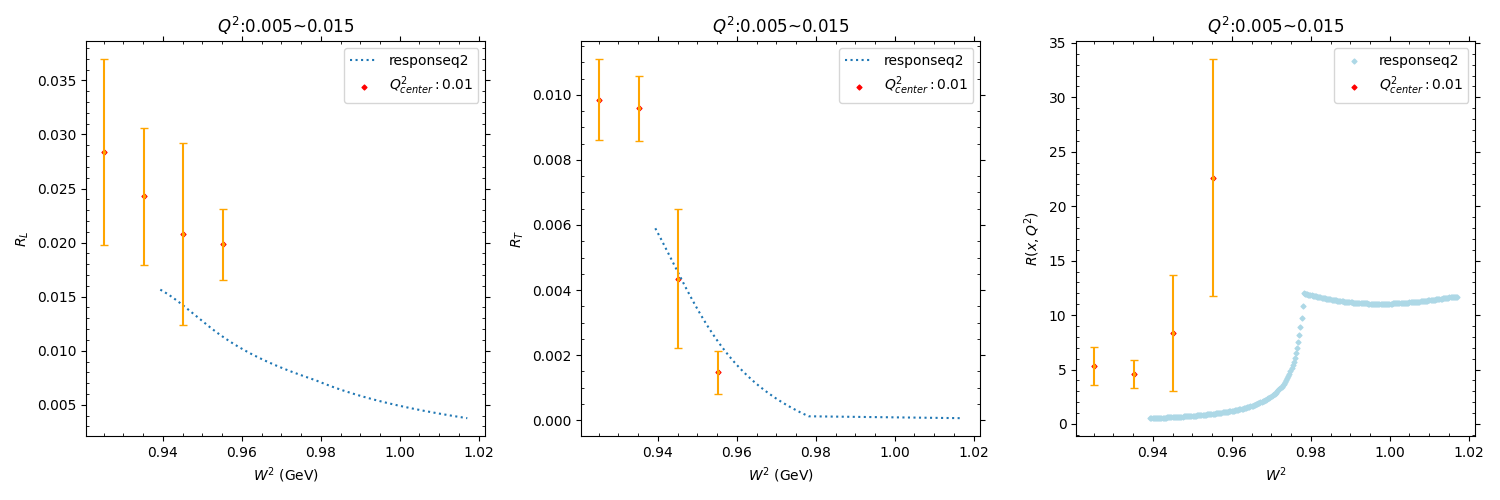 Q²:0.005~0.015
0.035
0.030
0.025
0.020
0.015
0.010
0.005
R_L
0.94 0.96 0.98 1.00 1.02
W² (GeV)
responseq2
Q²_center: 0.01
Q²:0.005~0.015
0.010
0.008
0.006
0.004
0.002
0.000
R_T
0.94 0.96 0.98 1.00 1.02
W² (GeV)
responseq2
Q²_center: 0.01
Q²:0.005~0.015
35
30
25
20
15
10
5
0
R(x, Q²)
0.94 0.96 0.98 1.00 1.02
W²
responseq2
Q²_center: 0.01